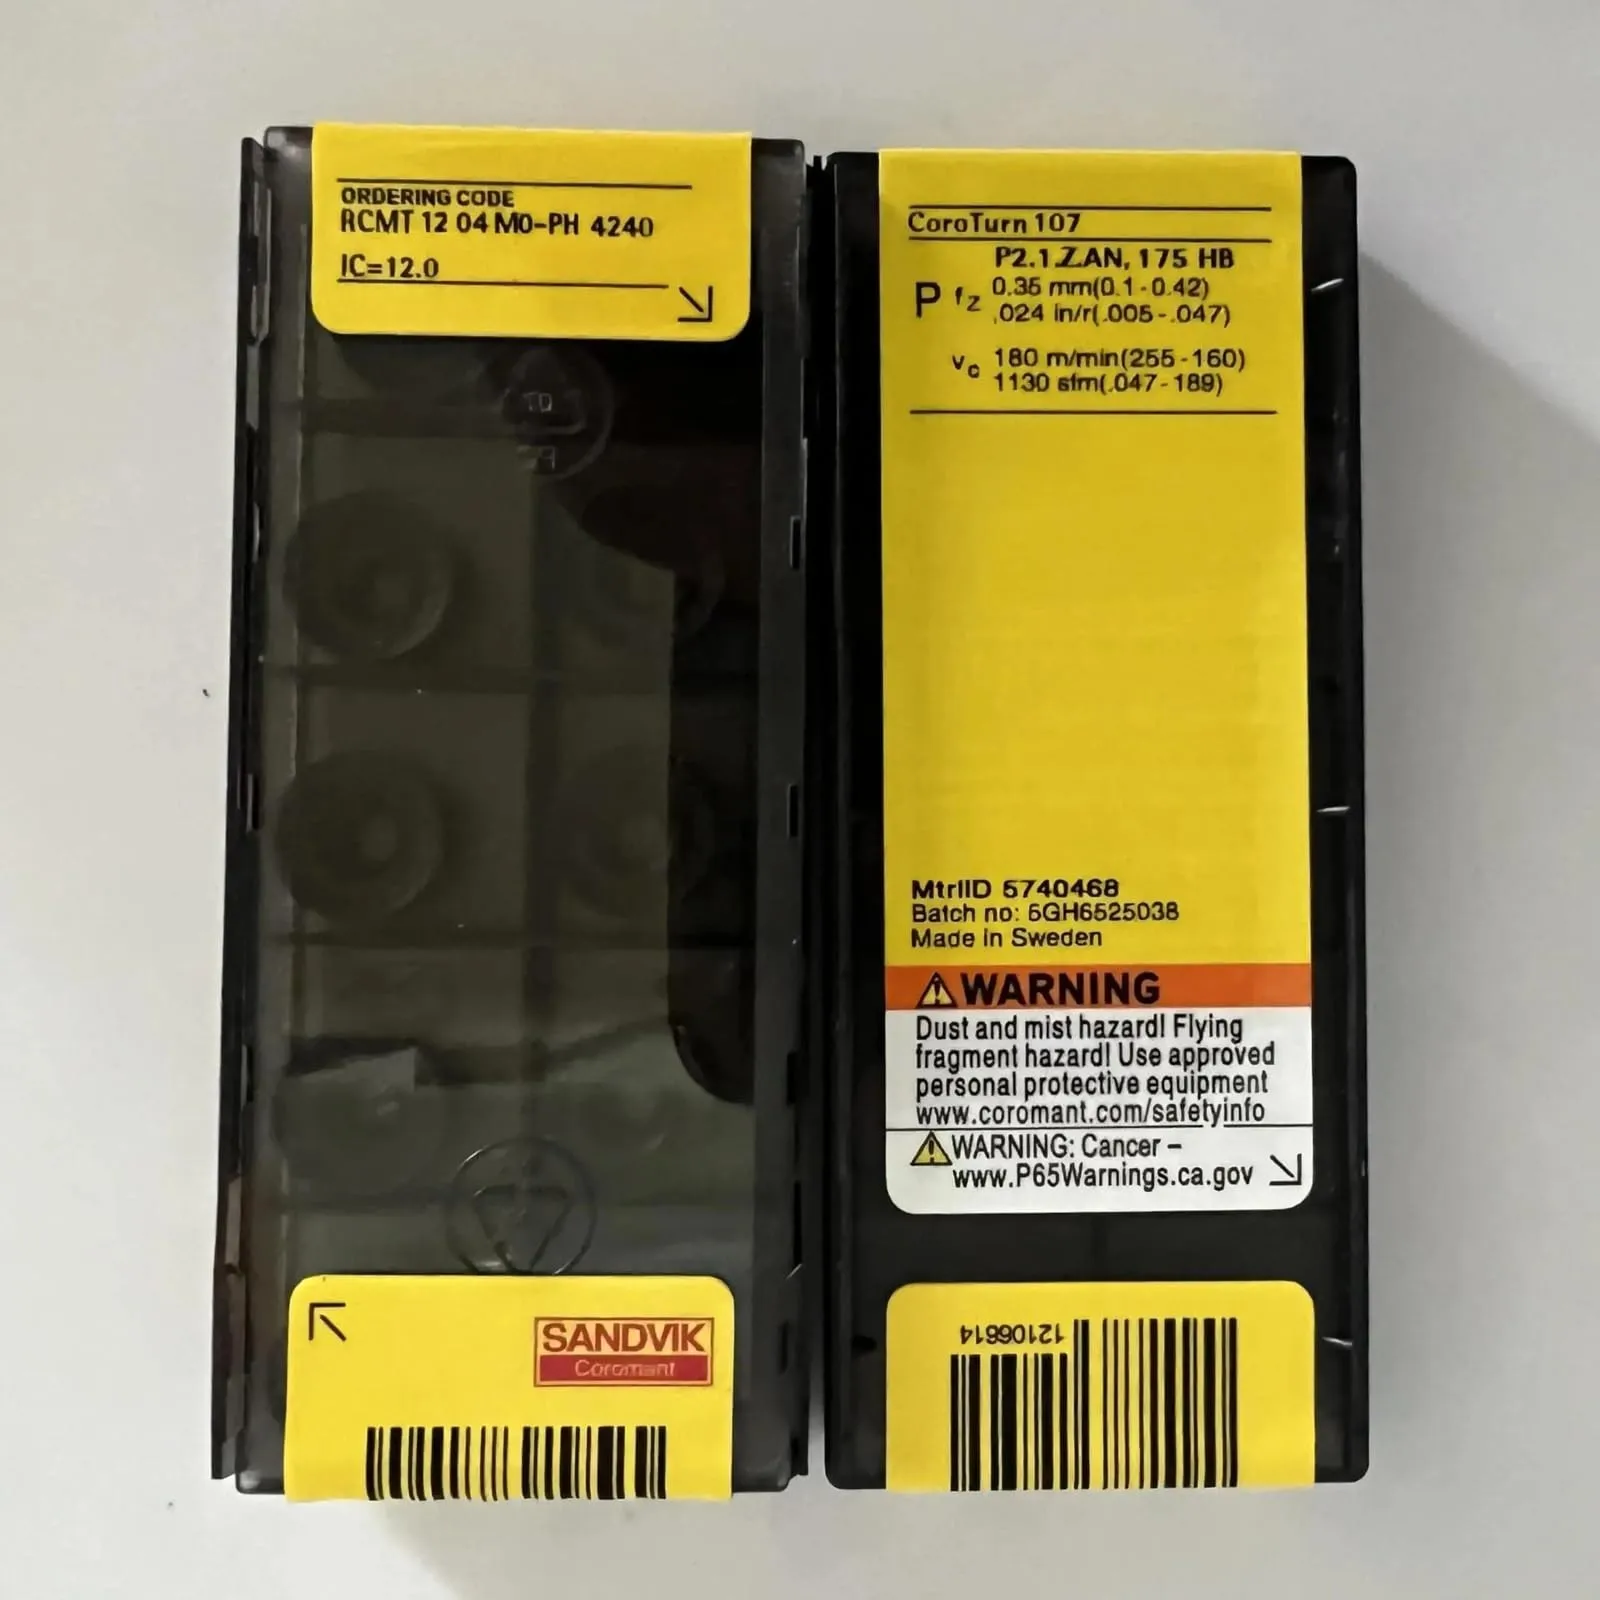 ORDERING CODE
RCMT 12 04 M0-PH 4240
IC=12.0
TD
SANDVIK
Coromant
CoroTurn 107
P2.1.Z.AN, 175 HB
P fz 0.35 mm(0.1-0.42)
.024 in/r(.005-.047)
vc 180 m/min(255-160)
1130 sfm(.047-189)
MtrlID 5740468
Batch no: 6GH6525038
Made in Sweden
WARNING
Dust and mist hazard! Flying
fragment hazard! Use approved
personal protective equipment
www.coromant.com/safetyinfo
WARNING: Cancer –
www.P65Warnings.ca.gov
12106614